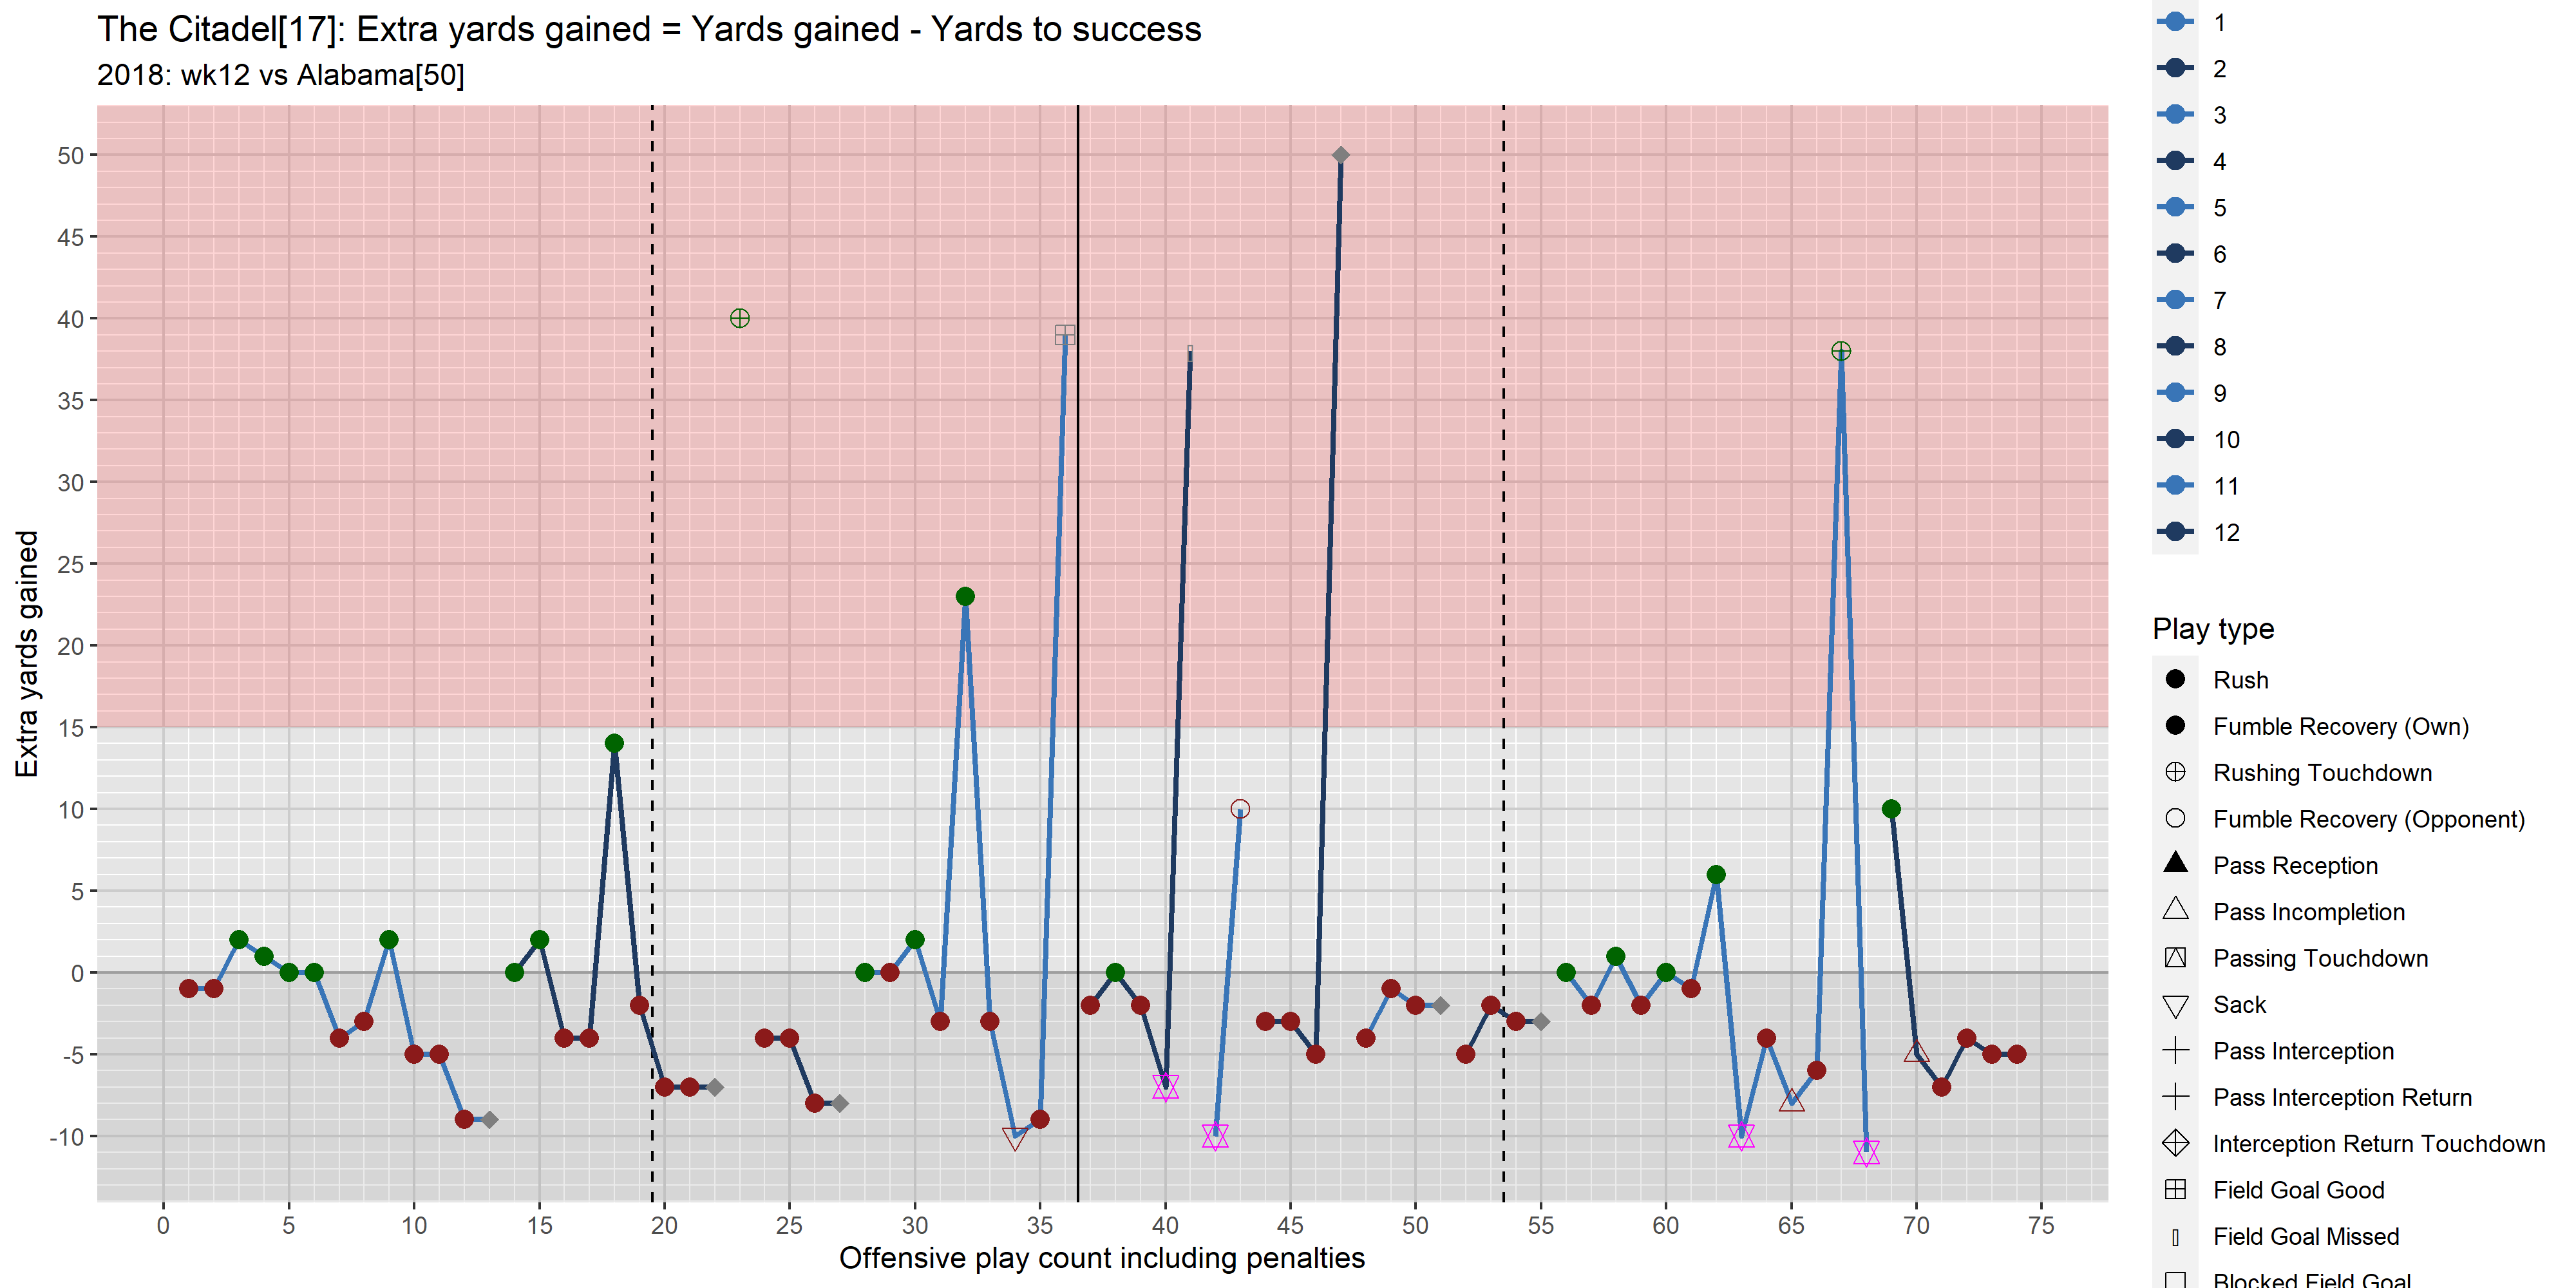 The Citadel[17]: Extra yards gained = Yards gained - Yards to success
2018: wk12 vs Alabama[50]
Extra yards gained
50
45
40
35
30
25
20
15
10
5
0
-5
-10
0 5 10 15 20 25 30 35 40 45 50 55 60 65 70 75
Offensive play count including penalties
1
2
3
4
5
6
7
8
9
10
11
12
Play type
Rush
Fumble Recovery (Own)
Rushing Touchdown
Fumble Recovery (Opponent)
Pass Reception
Pass Incompletion
Passing Touchdown
Sack
Pass Interception
Pass Interception Return
Interception Return Touchdown
Field Goal Good
Field Goal Missed
Blocked Field Goal